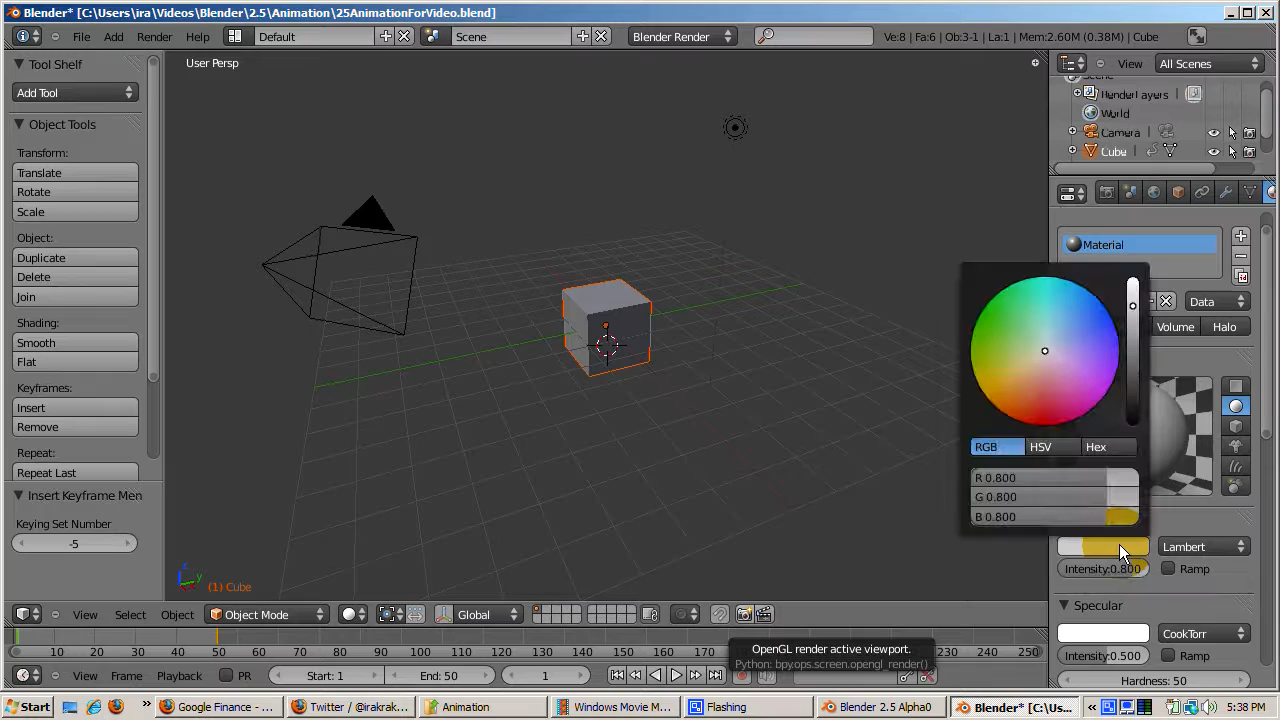 Blender* [C:\Users\ira\Videos\Blender\2.5\Animation\25AnimationForVideo.blend]
File Add Render Help Default Scene Blender Render Ve:8 | Fa:6 | Ob:3-1 | La:1 | Mem:2.60M (0.38M) | Cube
Tool Shelf
Add Tool
Object Tools
Transform:
Translate
Rotate
Scale
Object:
Duplicate
Delete
Join
Shading:
Smooth
Flat
Keyframes:
Insert
Remove
Repeat:
Repeat Last
Insert Keyframe Men
Keying Set Number
-5
User Persp
z
y
(1) Cube
View All Scenes
Scene
RenderLayers
World
Camera
Cube
Material
Data
Volume Halo
RGB HSV Hex
R 0.800
G 0.800
B 0.800
Lambert
Intensity:0.800 Ramp
Specular
CookTorr
Intensity:0.500 Ramp
Hardness: 50
View Select Object Object Mode Global
10 20 30 40 50 60 70 80 90 100 110 120 130 140 150 160 170 250
OpenGL render active viewport.
Python: bpy.ops.screen.opengl_render()
View Frame Playback PR Start: 1 End: 50 1
Start Google Finance - ... Twitter / @irakrak... Animation Windows Movie M... Flashing Blender 2.5 Alpha0 Blender* [C:\Us... 5:38 PM